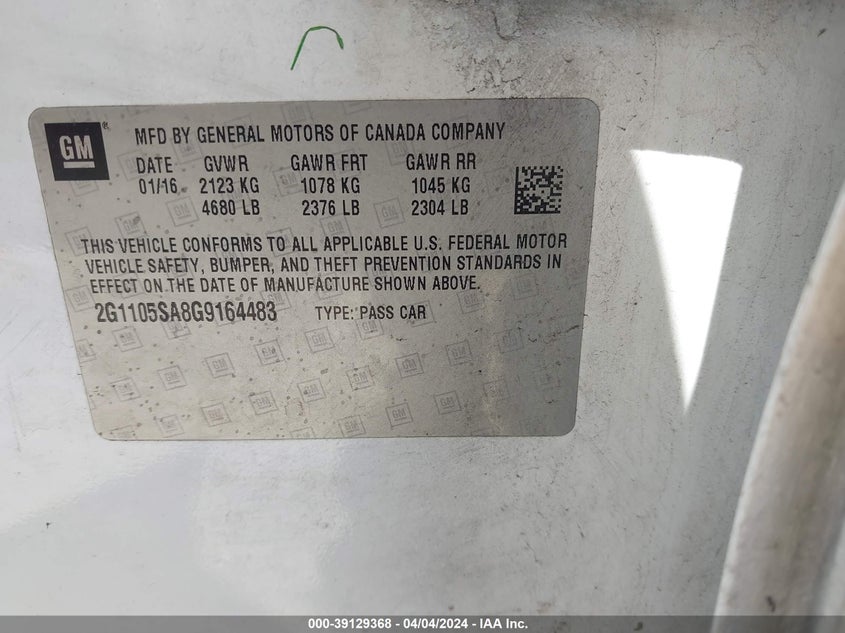 GM
MFD BY GENERAL MOTORS OF CANADA COMPANY
DATE GVWR GAWR FRT GAWR RR
01/16 2123 KG 1078 KG 1045 KG
4680 LB 2376 LB 2304 LB
THIS VEHICLE CONFORMS TO ALL APPLICABLE U.S. FEDERAL MOTOR
VEHICLE SAFETY, BUMPER, AND THEFT PREVENTION STANDARDS IN
EFFECT ON THE DATE OF MANUFACTURE SHOWN ABOVE.
2G1105SA8G9164483 TYPE: PASS CAR
000-39129368 - 04/04/2024 - IAA Inc.